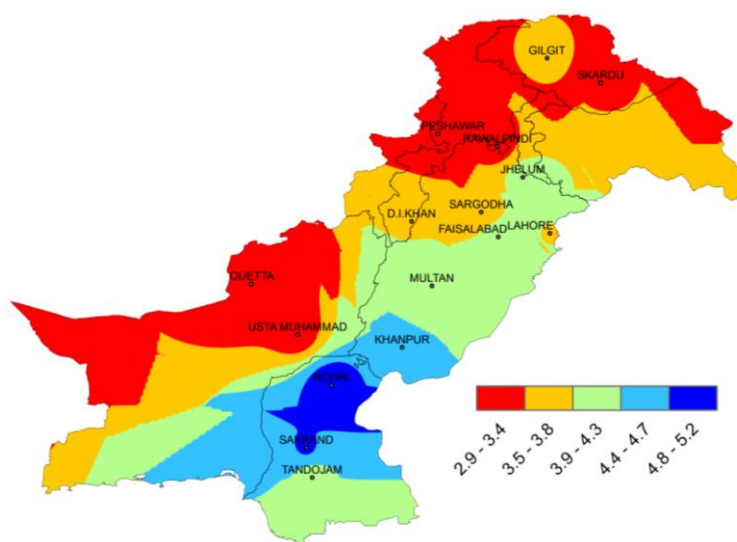 GILGIT
SKARDU
PESHAWAR
RAWALPINDI
JHELUM
SARGODHA
D.I.KHAN
FAISALABAD
LAHORE
QUETTA
MULTAN
USTA MUHAMMAD
KHANPUR
ROHRI
SAKRAND
TANDOJAM
2.9 - 3.4
3.5 - 3.8
3.9 - 4.3
4.4 - 4.7
4.8 - 5.2